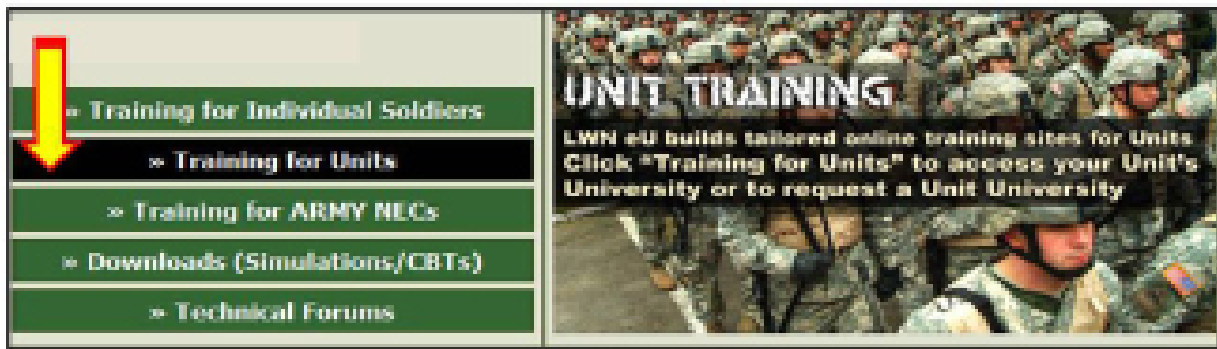 » Training for Individual Soldiers
» Training for Units
» Training for ARMY NECs
» Downloads (Simulations/CBTs)
» Technical Forums
UNIT TRAINING
LWN eU builds tailored online training sites for Units
Click “Training for Units” to access your Unit's
University or to request a Unit University